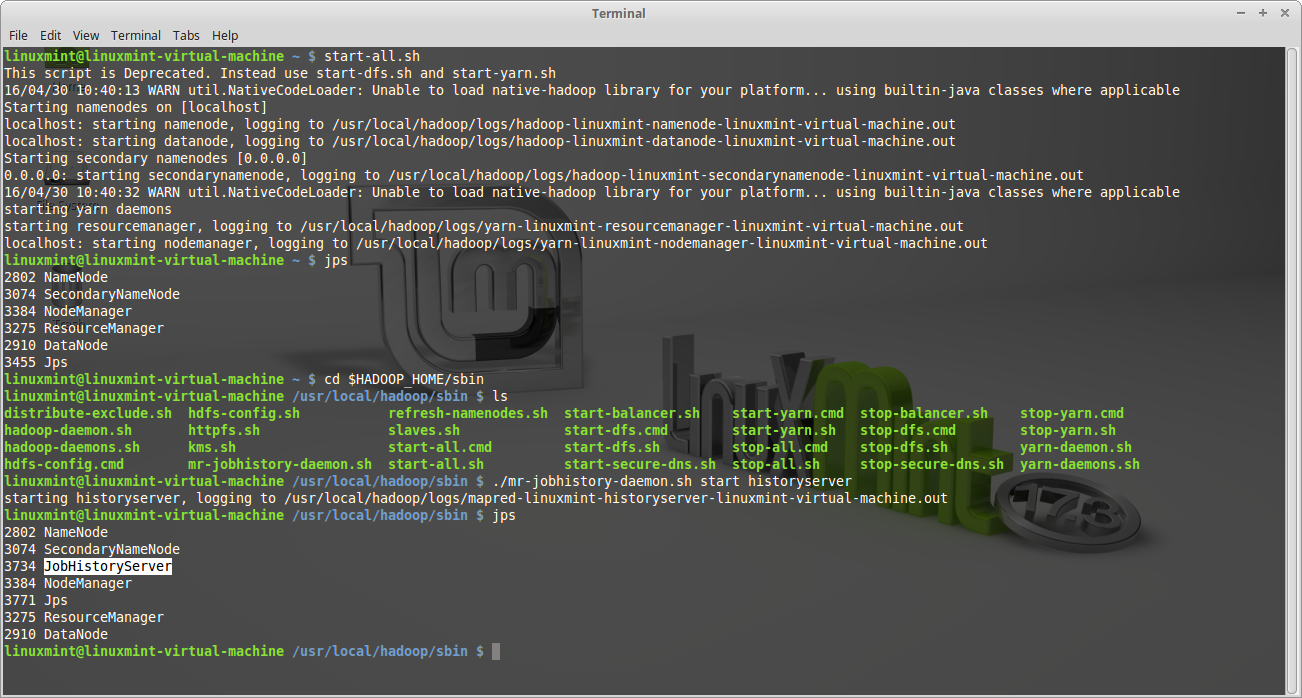 Terminal
File Edit View Terminal Tabs Help
linuxmint@linuxmint-virtual-machine ~ $ start-all.sh
This script is Deprecated. Instead use start-dfs.sh and start-yarn.sh
16/04/30 10:40:13 WARN util.NativeCodeLoader: Unable to load native-hadoop library for your platform... using builtin-java classes where applicable
Starting namenodes on [localhost]
localhost: starting namenode, logging to /usr/local/hadoop/logs/hadoop-linuxmint-namenode-linuxmint-virtual-machine.out
localhost: starting datanode, logging to /usr/local/hadoop/logs/hadoop-linuxmint-datanode-linuxmint-virtual-machine.out
Starting secondary namenodes [0.0.0.0]
0.0.0.0: starting secondarynamenode, logging to /usr/local/hadoop/logs/hadoop-linuxmint-secondarynamenode-linuxmint-virtual-machine.out
16/04/30 10:40:32 WARN util.NativeCodeLoader: Unable to load native-hadoop library for your platform... using builtin-java classes where applicable
starting yarn daemons
starting resourcemanager, logging to /usr/local/hadoop/logs/yarn-linuxmint-resourcemanager-linuxmint-virtual-machine.out
localhost: starting nodemanager, logging to /usr/local/hadoop/logs/yarn-linuxmint-nodemanager-linuxmint-virtual-machine.out
linuxmint@linuxmint-virtual-machine ~ $ jps
2802 NameNode
3074 SecondaryNameNode
3384 NodeManager
3275 ResourceManager
2910 DataNode
3455 Jps
linuxmint@linuxmint-virtual-machine ~ $ cd $HADOOP_HOME/sbin
linuxmint@linuxmint-virtual-machine /usr/local/hadoop/sbin $ ls
distribute-exclude.sh hdfs-config.sh refresh-namenodes.sh start-balancer.sh start-yarn.cmd stop-balancer.sh stop-yarn.cmd
hadoop-daemon.sh httpfs.sh slaves.sh start-dfs.cmd start-yarn.sh stop-dfs.cmd stop-yarn.sh
hadoop-daemons.sh kms.sh start-all.cmd start-dfs.sh stop-all.cmd stop-dfs.sh yarn-daemon.sh
hdfs-config.cmd mr-jobhistory-daemon.sh start-all.sh start-secure-dns.sh stop-all.sh stop-secure-dns.sh yarn-daemons.sh
linuxmint@linuxmint-virtual-machine /usr/local/hadoop/sbin $ ./mr-jobhistory-daemon.sh start historyserver
starting historyserver, logging to /usr/local/hadoop/logs/mapred-linuxmint-historyserver-linuxmint-virtual-machine.out
linuxmint@linuxmint-virtual-machine /usr/local/hadoop/sbin $ jps
2802 NameNode
3074 SecondaryNameNode
3734 JobHistoryServer
3384 NodeManager
3771 Jps
3275 ResourceManager
2910 DataNode
linuxmint@linuxmint-virtual-machine /usr/local/hadoop/sbin $
Linux mint 17.3